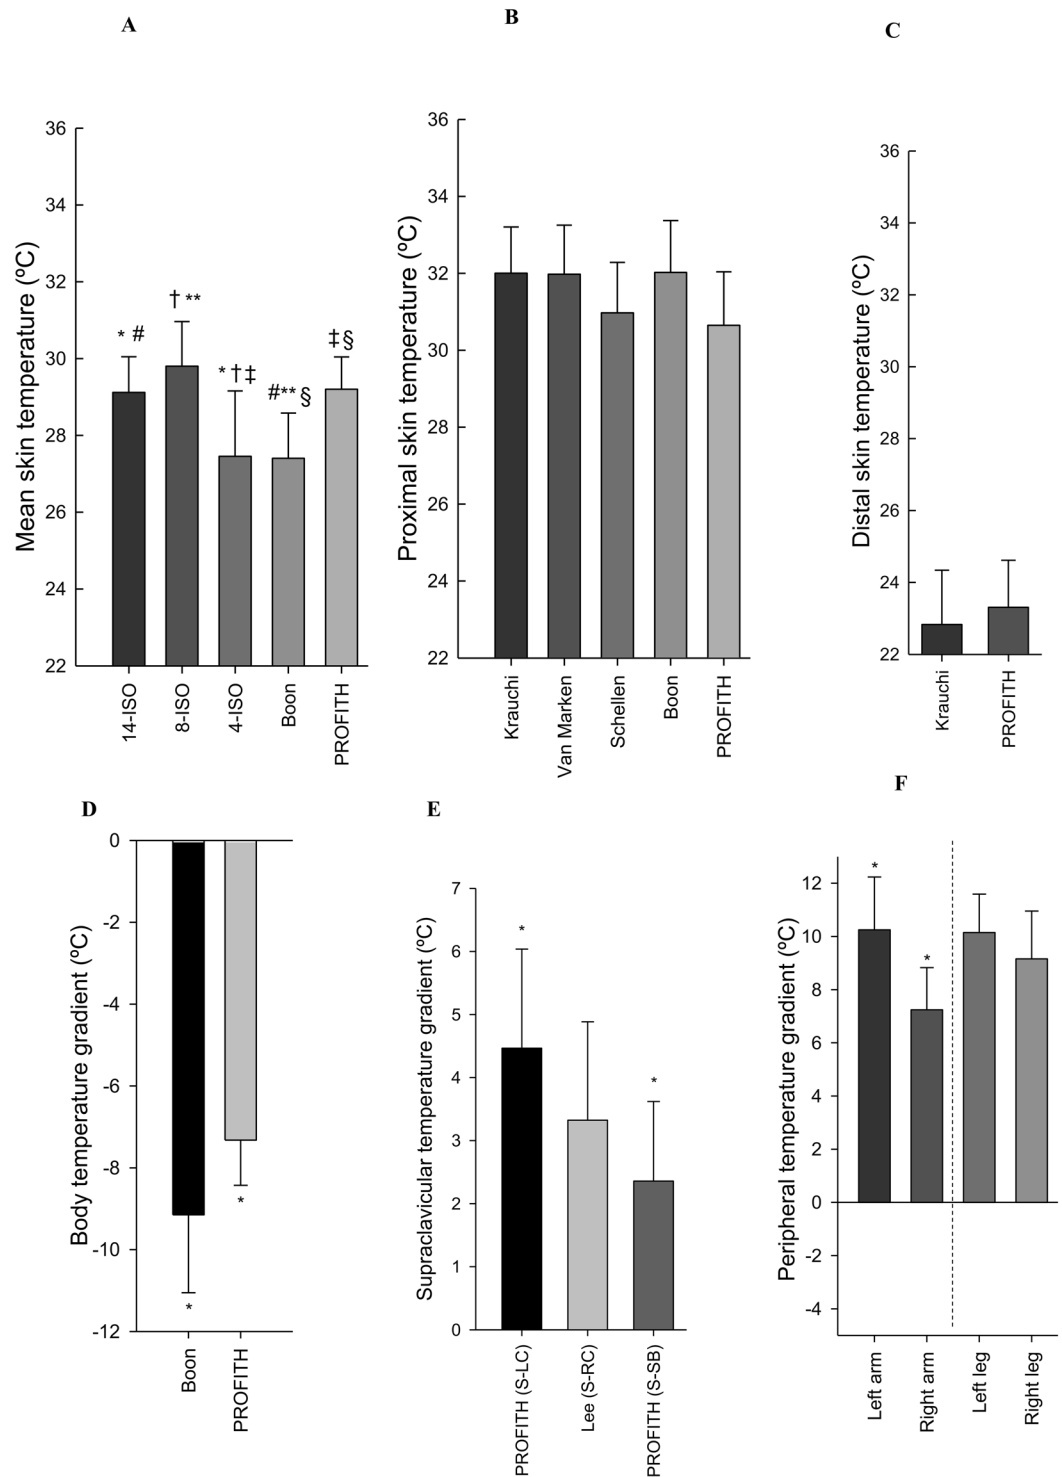 A
B
C
Mean skin temperature (ºC)
36
34
32
30
28
26
24
22
* #
† **
* † ‡
# ** §
‡ §
14-ISO
8-ISO
4-ISO
Boon
PROFITH
Proximal skin temperature (ºC)
36
34
32
30
28
26
24
22
Krauchi
Van Marken
Schellen
Boon
PROFITH
Distal skin temperature (ºC)
36
34
32
30
28
26
24
22
Krauchi
PROFITH
D
E
F
Body temperature gradient (ºC)
0
-2
-4
-6
-8
-10
-12
*
*
Boon
PROFITH
Supraclavicular temperature gradient (ºC)
7
6
5
4
3
2
1
0
*
*
PROFITH (S-LC)
Lee (S-RC)
PROFITH (S-SB)
Peripheral temperature gradient (ºC)
12
10
8
6
4
2
0
-2
-4
*
*
Left arm
Right arm
Left leg
Right leg